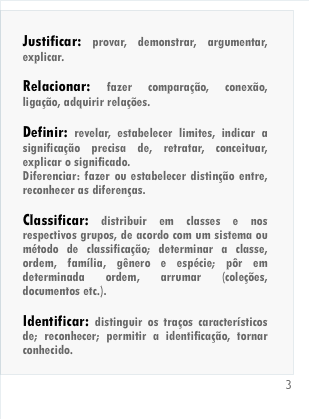 Justificar: provar, demonstrar, argumentar,
explicar.
Relacionar: fazer comparação, conexão,
ligação, adquirir relações.
Definir: revelar, estabelecer limites, indicar a
significação precisa de, retratar, conceituar,
explicar o significado.
Diferenciar: fazer ou estabelecer distinção entre,
reconhecer as diferenças.
Classificar: distribuir em classes e nos
respectivos grupos, de acordo com um sistema ou
método de classificação; determinar a classe,
ordem, família, gênero e espécie; pôr em
determinada ordem, arrumar (coleções,
documentos etc.).
Identificar: distinguir os traços característicos
de; reconhecer; permitir a identificação, tornar
conhecido.
3